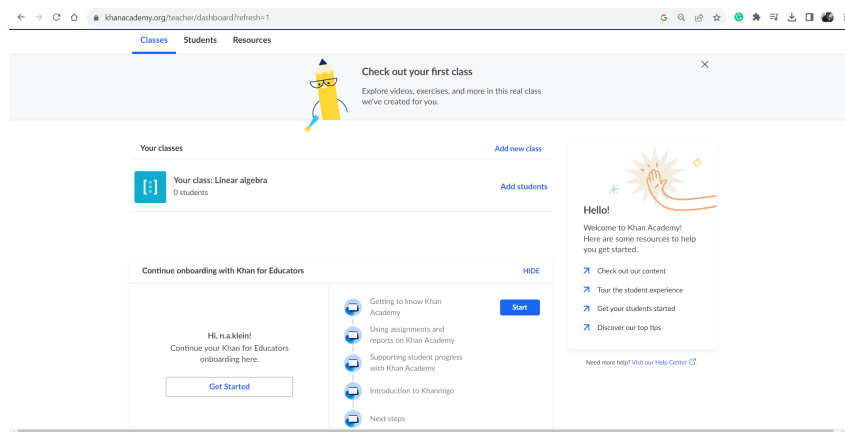 khanacademy.org/teacher/dashboard?refresh=1
Classes Students Resources
Check out your first class
Explore videos, exercises, and more in this real class
we've created for you.
Your classes Add new class
Your class: Linear algebra
0 students
Add students
Hello!
Welcome to Khan Academy!
Here are some resources to help
you get started.
Check out our content
Tour the student experience
Get your students started
Discover our top tips
Need more help? Visit our Help Center.
Continue onboarding with Khan for Educators HIDE
Hi, n.a.klein!
Continue your Khan for Educators
onboarding here.
Get Started
Getting to know Khan
Academy
Start
Using assignments and
reports on Khan Academy
Supporting student progress
with Khan Academy
Introduction to Khanmigo
Next steps